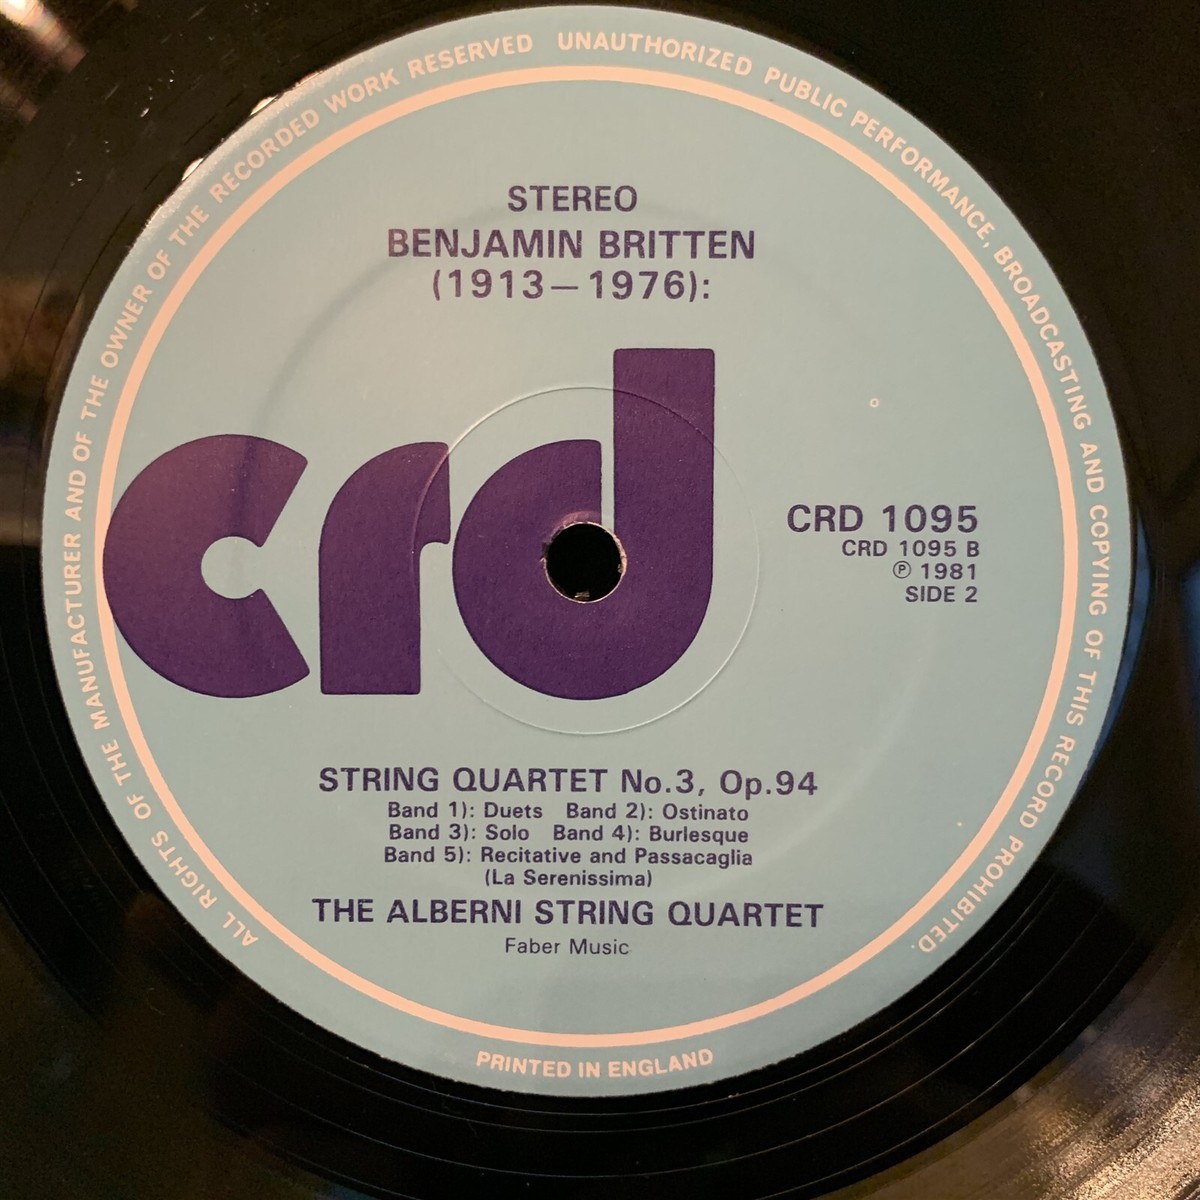 ALL RIGHTS OF THE MANUFACTURER AND OF THE OWNER OF THE RECORDED WORK RESERVED UNAUTHORIZED PUBLIC PERFORMANCE, BROADCASTING AND COPYING OF THIS RECORD PROHIBITED.
STEREO
BENJAMIN BRITTEN
(1913—1976):
crd
CRD 1095
CRD 1095 B
℗ 1981
SIDE 2
STRING QUARTET No.3, Op.94
Band 1): Duets Band 2): Ostinato
Band 3): Solo Band 4): Burlesque
Band 5): Recitative and Passacaglia
(La Serenissima)
THE ALBERNI STRING QUARTET
Faber Music
PRINTED IN ENGLAND